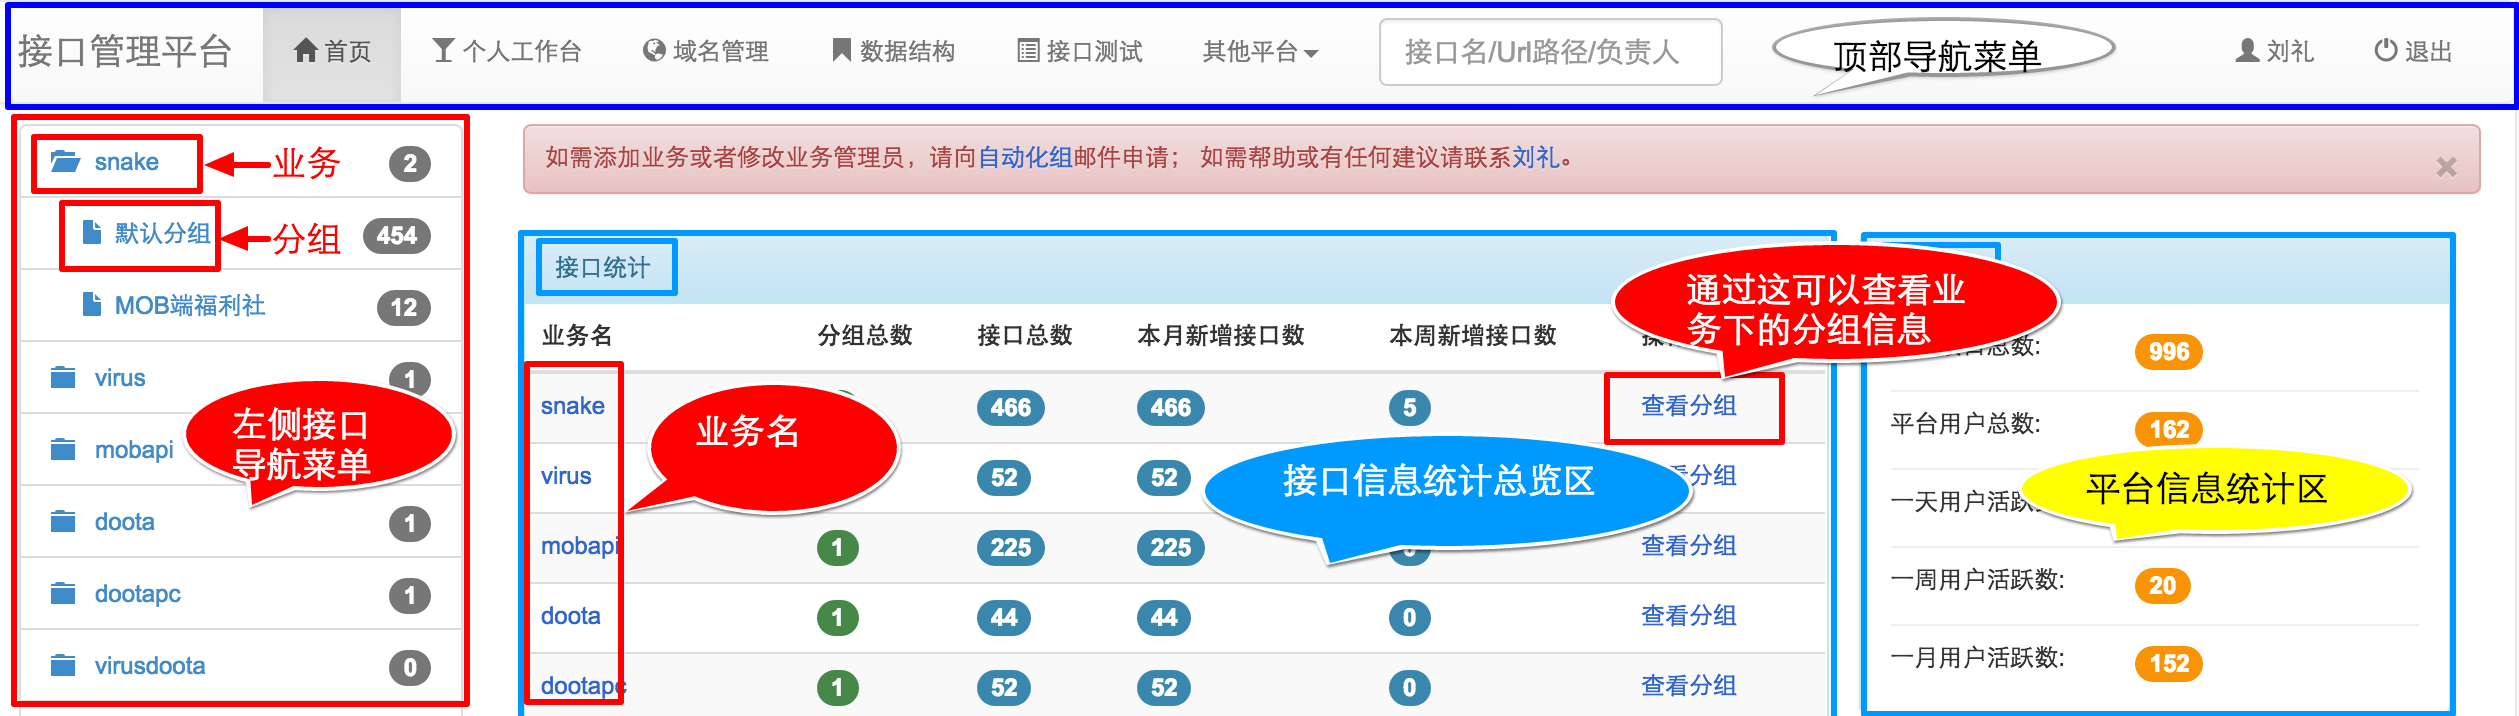 接口管理平台 首页 个人工作台 域名管理 数据结构 接口测试 其他平台 接口名/Url路径/负责人 顶部导航菜单 刘礼 退出
snake 业务 2
默认分组 分组 454
MOB端福利社 12
virus 1
mobapi
左侧接口
导航菜单
doota 1
dootapc 1
virusdoota 0
如需添加业务或者修改业务管理员，请向自动化组邮件申请； 如需帮助或有任何建议请联系刘礼。
接口统计
通过这可以查看业
务下的分组信息
业务名 分组总数 接口总数 本月新增接口数 本周新增接口数
snake 466 466 5 查看分组
业务名
virus 52 52
接口信息统计总览区
mobapi 1 225 225 查看分组
doota 1 44 44 0 查看分组
dootapc 1 52 52 0 查看分组
总数: 996
平台用户总数: 162
平台信息统计区
一天用户活跃
一周用户活跃数: 20
一月用户活跃数: 152